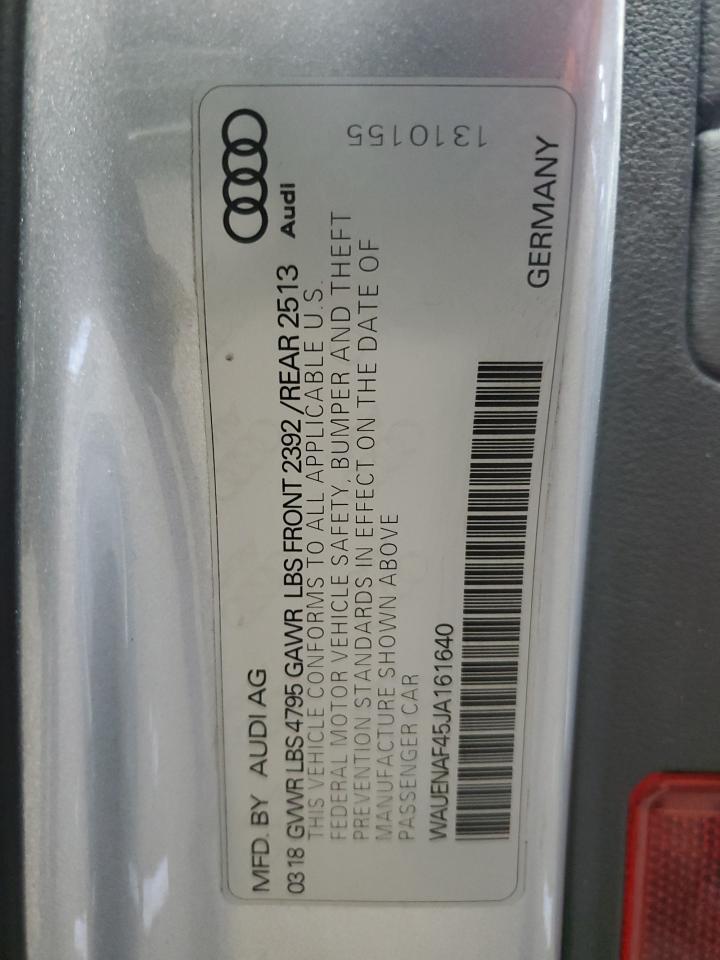 MFD. BY AUDI AG
Audi
03 18 GVWR LBS 4795 GAWR LBS FRONT 2392 /REAR 2513
THIS VEHICLE CONFORMS TO ALL APPLICABLE U.S.
FEDERAL MOTOR VEHICLE SAFETY, BUMPER AND THEFT
PREVENTION STANDARDS IN EFFECT ON THE DATE OF
MANUFACTURE SHOWN ABOVE
PASSENGER CAR
1310155
WAUENAF45JA161640
GERMANY